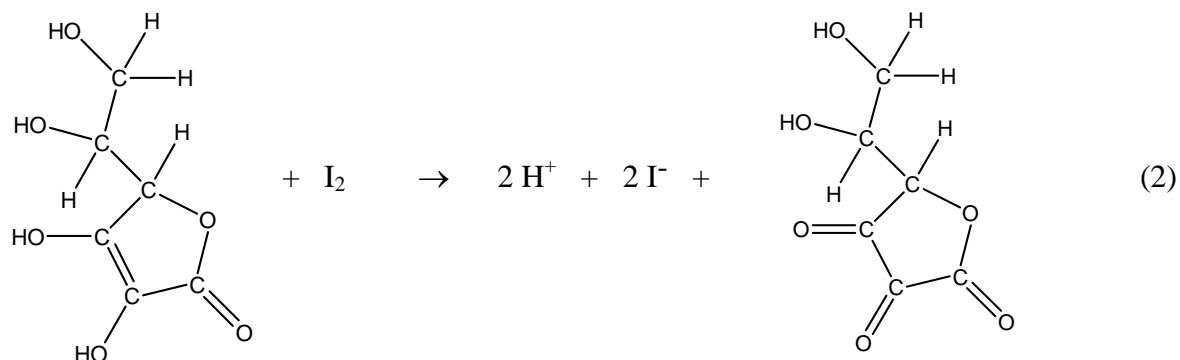 H H
HO HO
C H C H
HO C H HO C H
H C + I₂ → 2 H⁺ + 2 I⁻ + H C (2)
O O
HO C O C
C C C C
O O
HO O